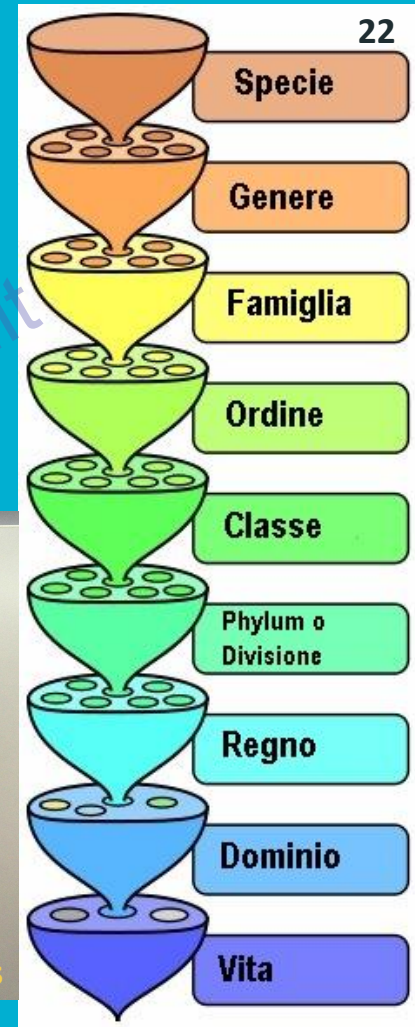 22
Specie
Genere
Famiglia
Ordine
Classe
Phylum o
Divisione
Regno
Dominio
Vita